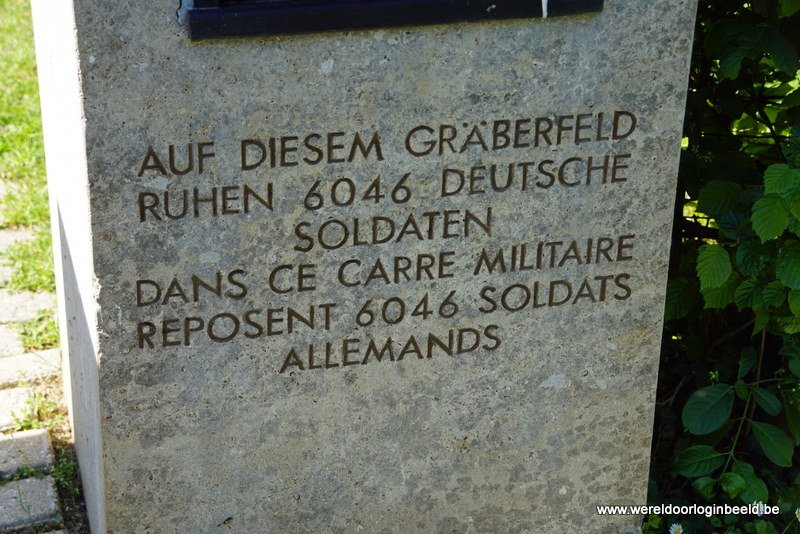 AUF DIESEM GRÄBERFELD
RUHEN 6046 DEUTSCHE
SOLDATEN
DANS CE CARRE MILITAIRE
REPOSENT 6046 SOLDATS
ALLEMANDS
www.wereldoorloginbeeld.be